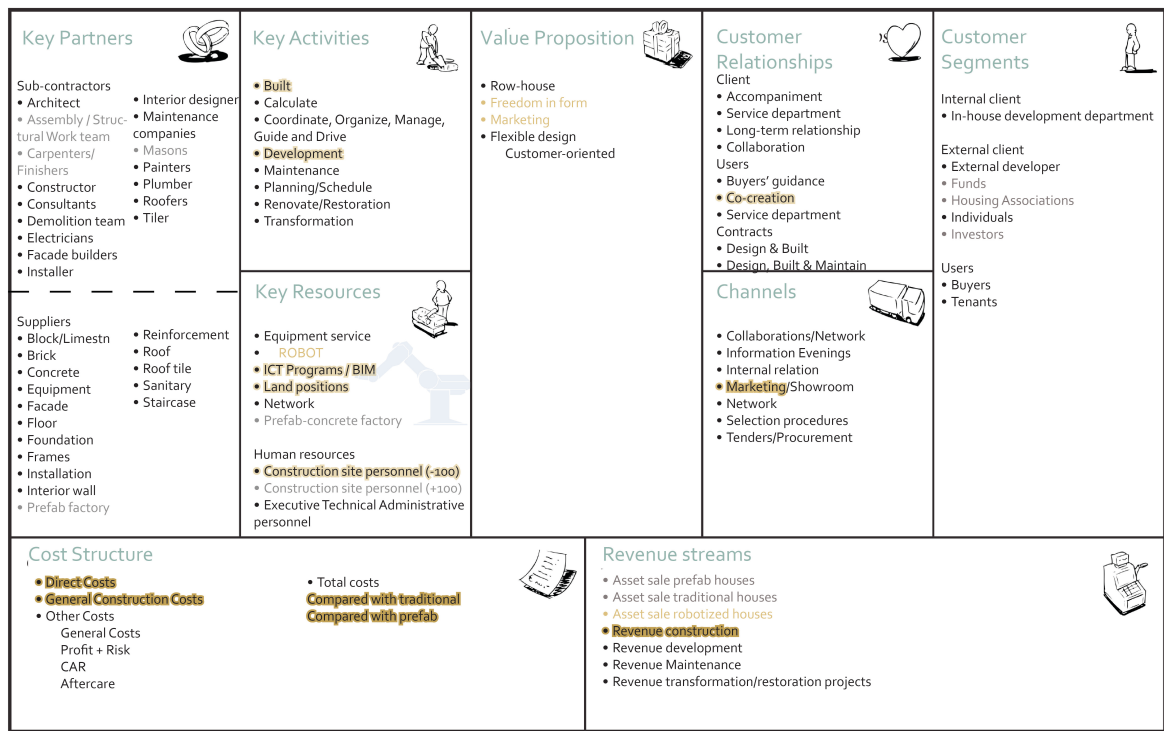 Key Partners
Sub-contractors
• Architect
• Assembly / Struc-
tural Work team
• Carpenters/
Finishers
• Constructor
• Consultants
• Demolition team
• Electricians
• Facade builders
• Installer
• Interior designer
• Maintenance
companies
• Masons
• Painters
• Plumber
• Roofers
• Tiler
Suppliers
• Block/Limestn
• Brick
• Concrete
• Equipment
• Facade
• Floor
• Foundation
• Frames
• Installation
• Interior wall
• Prefab factory
• Reinforcement
• Roof
• Roof tile
• Sanitary
• Staircase
Key Activities
• Built
• Calculate
• Coordinate, Organize, Manage,
Guide and Drive
• Development
• Maintenance
• Planning/Schedule
• Renovate/Restoration
• Transformation
Key Resources
• Equipment service
• ROBOT
• ICT Programs / BIM
• Land positions
• Network
• Prefab-concrete factory
Human resources
• Construction site personnel (-100)
• Construction site personnel (+100)
• Executive Technical Administrative
personnel
Value Proposition
• Row-house
• Freedom in form
• Marketing
• Flexible design
Customer-oriented
Customer
Relationships
Client
• Accompaniment
• Service department
• Long-term relationship
• Collaboration
Users
• Buyers' guidance
• Co-creation
• Service department
Contracts
• Design & Built
• Design, Built & Maintain
Channels
• Collaborations/Network
• Information Evenings
• Internal relation
• Marketing/Showroom
• Network
• Selection procedures
• Tenders/Procurement
Customer
Segments
Internal client
• In-house development department
External client
• External developer
• Funds
• Housing Associations
• Individuals
• Investors
Users
• Buyers
• Tenants
Cost Structure
• Direct Costs
• General Construction Costs
• Other Costs
General Costs
Profit + Risk
CAR
Aftercare
• Total costs
Compared with traditional
Compared with prefab
Revenue streams
• Asset sale prefab houses
• Asset sale traditional houses
• Asset sale robotized houses
• Revenue construction
• Revenue development
• Revenue Maintenance
• Revenue transformation/restoration projects